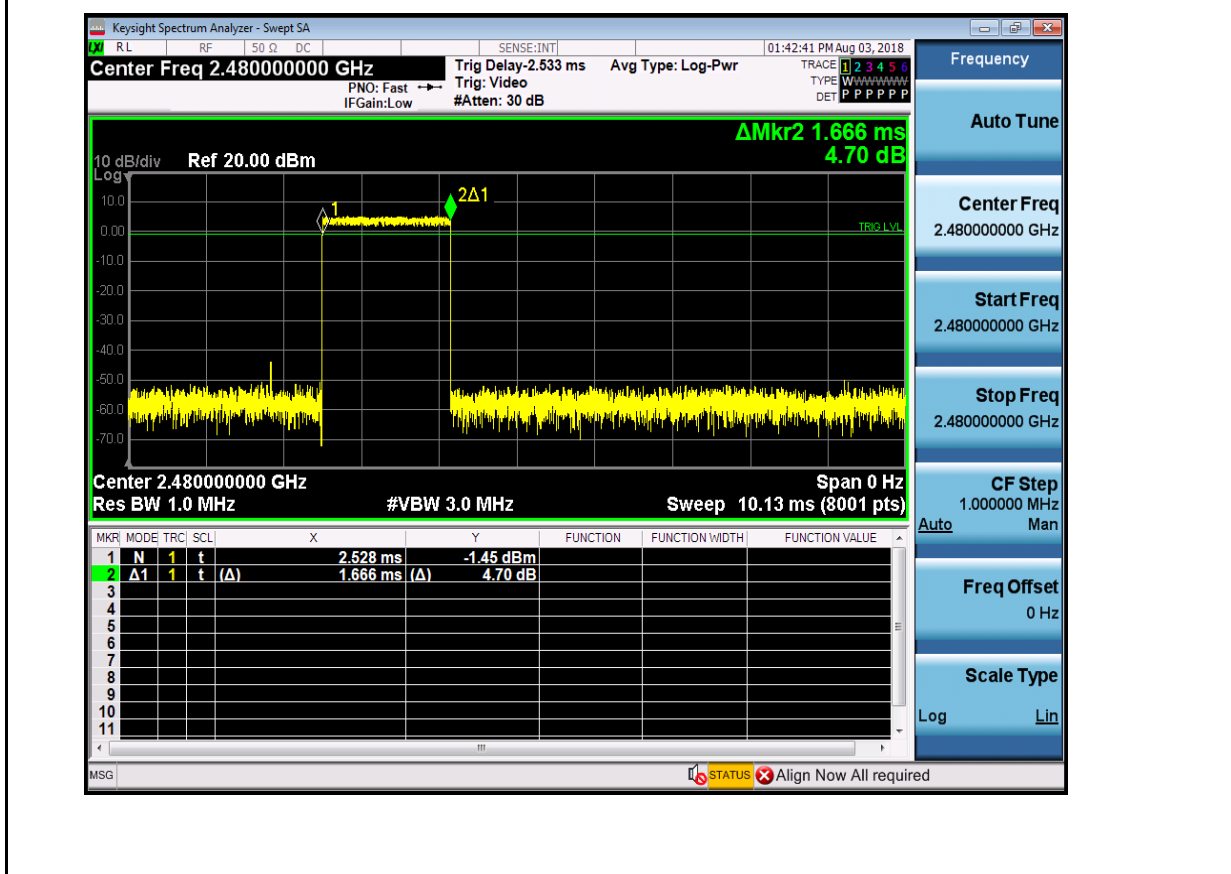 Keysight Spectrum Analyzer - Swept SA
LXI RL RF 50 Ω DC SENSE:INT 01:42:41 PM Aug 03, 2018
Center Freq 2.480000000 GHz
PNO: Fast
IFGain:Low
Trig Delay-2.533 ms
Trig: Video
#Atten: 30 dB
Avg Type: Log-Pwr
TRACE 1 2 3 4 5 6
TYPE WWWWWW
DET P P P P P P
ΔMkr2 1.666 ms
4.70 dB
10 dB/div Ref 20.00 dBm
Log
10.0
0.00
-10.0
-20.0
-30.0
-40.0
-50.0
-60.0
-70.0
1
2Δ1
TRIG LVL
Center 2.480000000 GHz Span 0 Hz
Res BW 1.0 MHz #VBW 3.0 MHz Sweep 10.13 ms (8001 pts)
MKR MODE TRC SCL X Y FUNCTION FUNCTION WIDTH FUNCTION VALUE
1 N 1 t 2.528 ms -1.45 dBm
2 Δ1 1 t (Δ) 1.666 ms (Δ) 4.70 dB
3
4
5
6
7
8
9
10
11
MSG STATUS Align Now All required
Frequency
Auto Tune
Center Freq
2.480000000 GHz
Start Freq
2.480000000 GHz
Stop Freq
2.480000000 GHz
CF Step
1.000000 MHz
Auto Man
Freq Offset
0 Hz
Scale Type
Log Lin